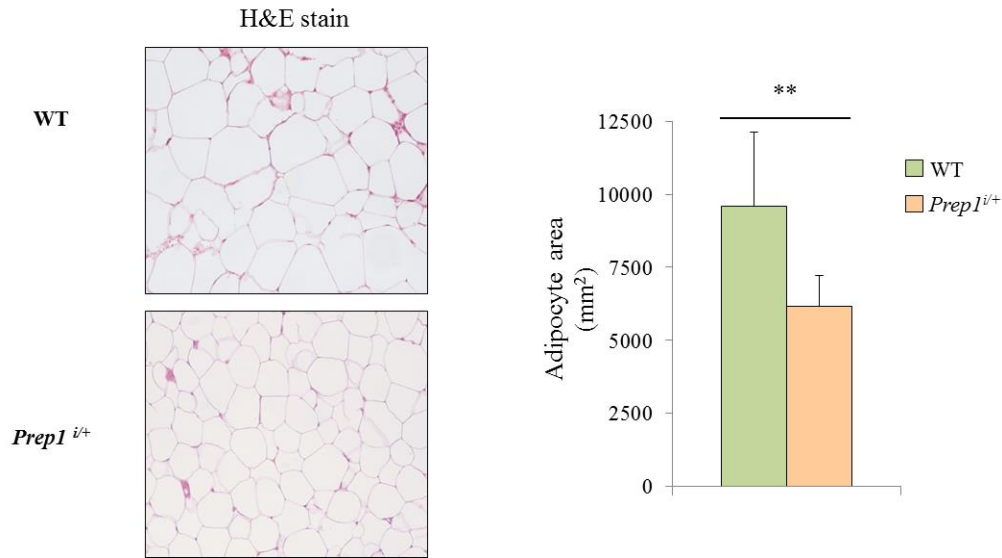 H&E stain
WT
Prep1 i/+
**
12500
10000
7500
5000
2500
0
Adipocyte area
(mm2)
WT
Prep1i/+